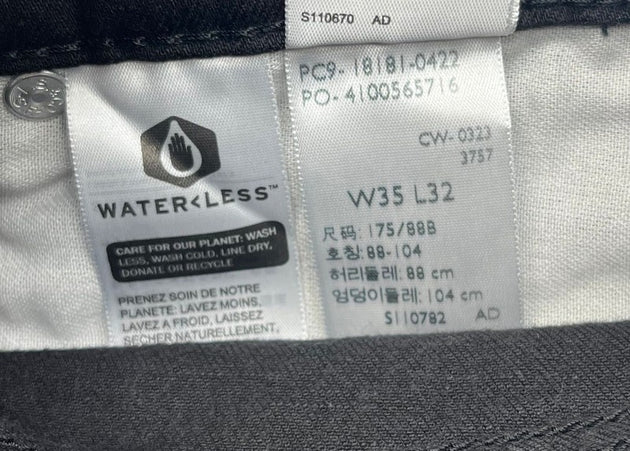 S110670 AD
WATER<LESS™
CARE FOR OUR PLANET: WASH
LESS, WASH COLD, LINE DRY,
DONATE OR RECYCLE
PRENEZ SOIN DE NOTRE
PLANETE: LAVEZ MOINS,
LAVEZ A FROID, LAISSEZ
SECHER NATURELLEMENT,
PC9-18181-0422
PO-4100565716
CW-0323
3757
W35 L32
尺码: 175/88B
호칭:88-104
허리둘레: 88 cm
엉덩이둘레: 104 cm
S110782 AD